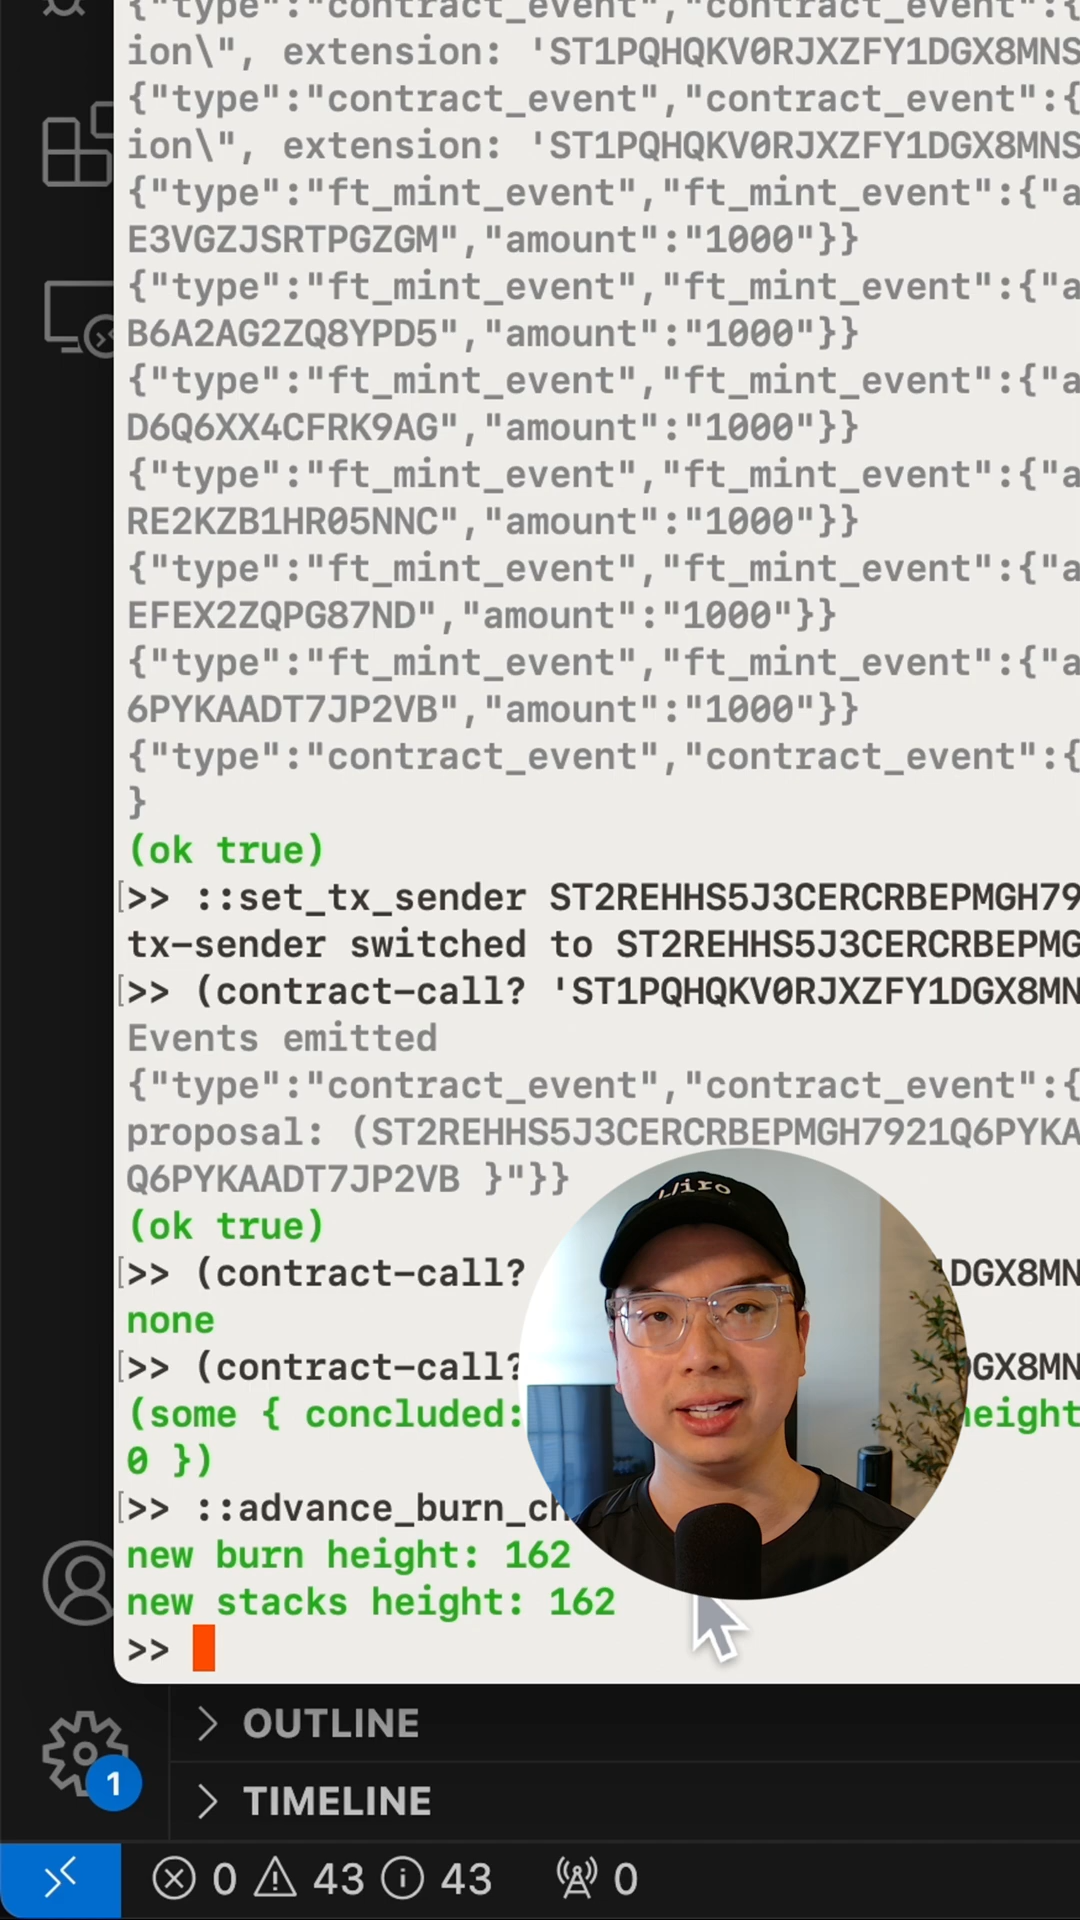 {"type":"contract_event","contract_event":{
ion\", extension: 'ST1PQHQKV0RJXZFY1DGX8MNS
{"type":"contract_event","contract_event":{
ion\", extension: 'ST1PQHQKV0RJXZFY1DGX8MNS
{"type":"ft_mint_event","ft_mint_event":{"a
E3VGZJSRTPGZGM","amount":"1000"}}
{"type":"ft_mint_event","ft_mint_event":{"a
B6A2AG2ZQ8YPD5","amount":"1000"}}
{"type":"ft_mint_event","ft_mint_event":{"a
D6Q6XX4CFRK9AG","amount":"1000"}}
{"type":"ft_mint_event","ft_mint_event":{"a
RE2KZB1HR05NNC","amount":"1000"}}
{"type":"ft_mint_event","ft_mint_event":{"a
EFEX2ZQPG87ND","amount":"1000"}}
{"type":"ft_mint_event","ft_mint_event":{"a
6PYKAADT7JP2VB","amount":"1000"}}
{"type":"contract_event","contract_event":{
}
(ok true)
[>> ::set_tx_sender ST2REHHS5J3CERCRBEPMGH79
tx-sender switched to ST2REHHS5J3CERCRBEPMG
[>> (contract-call? 'ST1PQHQKV0RJXZFY1DGX8MN
Events emitted
{"type":"contract_event","contract_event":{
proposal: (ST2REHHS5J3CERCRBEPMGH7921Q6PYKA
Q6PYKAADT7JP2VB }"}}
(ok true)
[>> (contract-call? 1DGX8MN
none
[>> (contract-call? DGX8MN
(some { concluded: height
0 })
[>> ::advance_burn_ch
new burn height: 162
new stacks height: 162
>>
Hiro
OUTLINE
1
TIMELINE
0 43 43 0